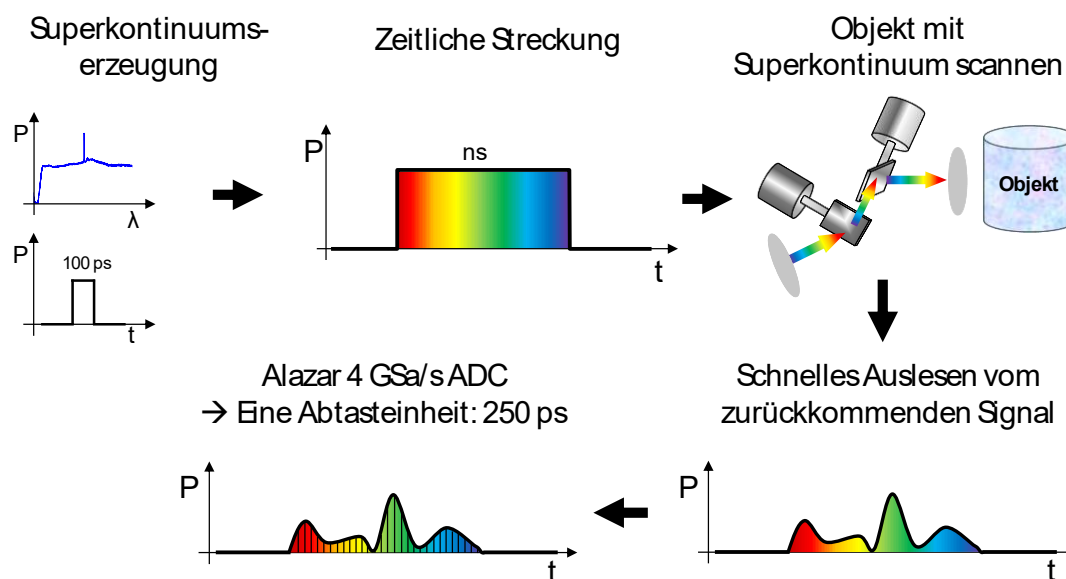 Superkontinuums-
erzeugung
P
λ
P
100 ps
t
Zeitliche Streckung
P
ns
t
Objekt mit
Superkontinuum scannen
Objekt
Alazar 4 GSa/s ADC
→ Eine Abtasteinheit: 250 ps
P
t
Schnelles Auslesen vom
zurückkommenden Signal
P
t